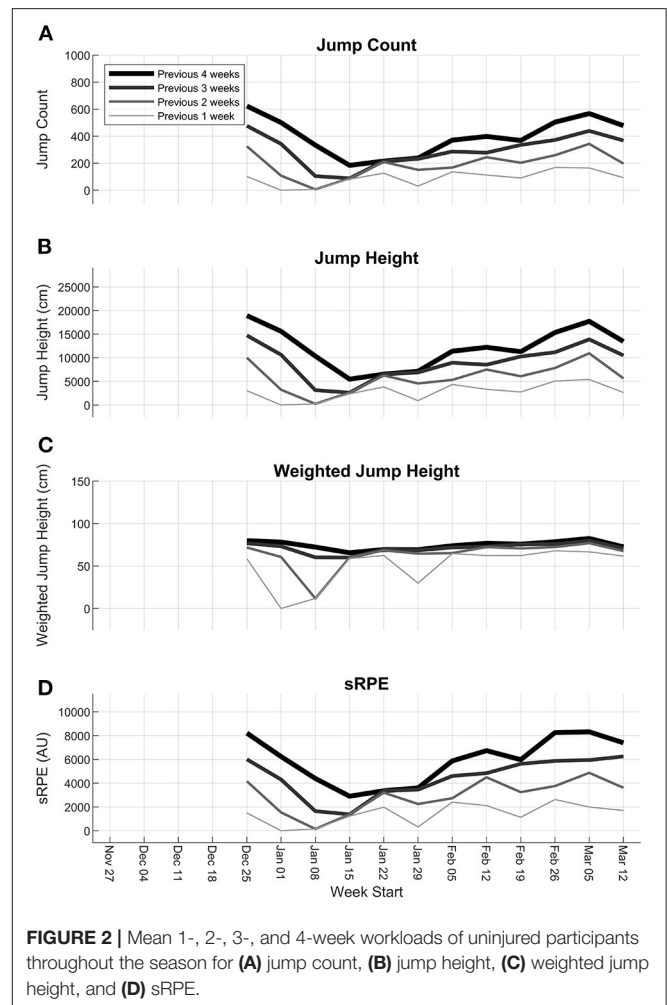 A
Jump Count
1000
800
600
400
200
0
Jump Count
Previous 4 weeks
Previous 3 weeks
Previous 2 weeks
Previous 1 week
B
Jump Height
25000
20000
15000
10000
5000
0
Jump Height (cm)
C
Weighted Jump Height
150
100
50
0
Weighted Jump Height (cm)
D
sRPE
10000
8000
6000
4000
2000
0
sRPE (AU)
Nov 27
Dec 04
Dec 11
Dec 18
Dec 25
Jan 01
Jan 08
Jan 15
Jan 22
Jan 29
Feb 05
Feb 12
Feb 19
Feb 26
Mar 05
Mar 12
Week Start
FIGURE 2 | Mean 1-, 2-, 3-, and 4-week workloads of uninjured participants
throughout the season for (A) jump count, (B) jump height, (C) weighted jump
height, and (D) sRPE.